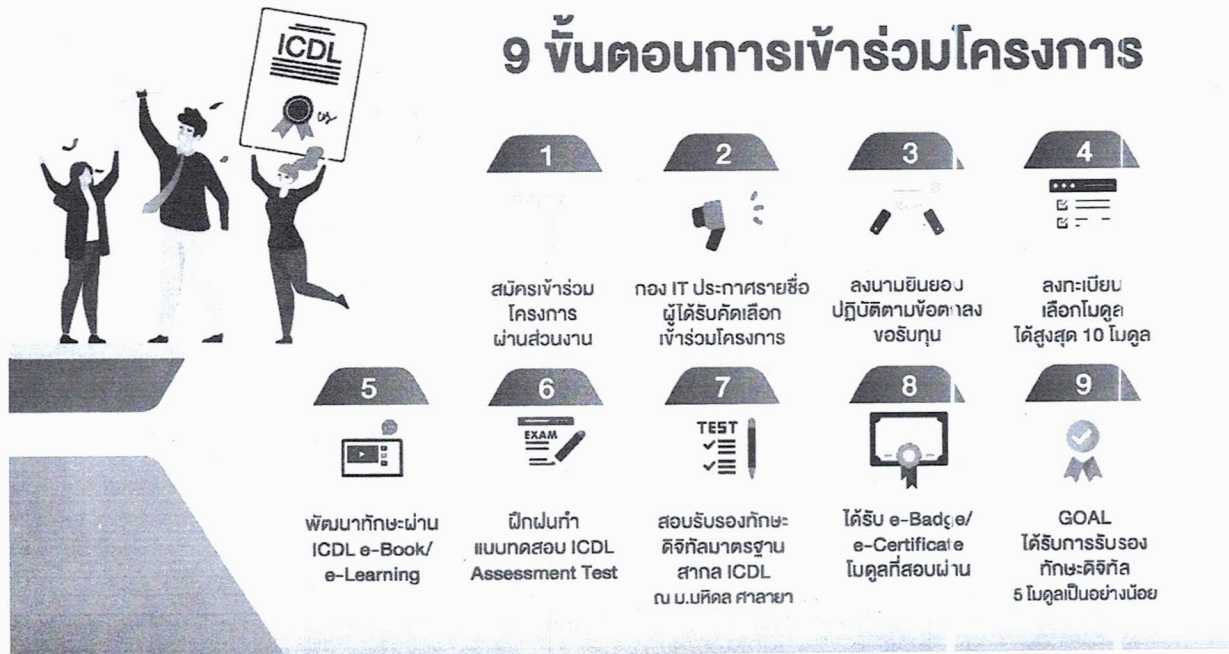 ICDL
9 ขั้นตอนการเข้าร่วมโครงการ
1
2
3
4
สมัครเข้าร่วม
โครงการ
ผ่านส่วนงาน
กอง IT ประกาศรายชื่อ
ผู้ได้รับคัดเลือก
เข้าร่วมโครงการ
ลงนามยินยอม
ปฏิบัติตามข้อตกลง
ขอรับทุน
ลงทะเบียน
เลือกโมดูล
ได้สูงสุด 10 โมดูล
5
6
7
8
9
EXAM
TEST
พัฒนาทักษะผ่าน
ICDL e-Book/
e-Learning
ฝึกฝนทำ
แบบทดสอบ ICDL
Assessment Test
สอบรับรองทักษะ
ดิจิทัลมาตรฐาน
สากล ICDL
ณ ม.มหิดล ศาลายา
ได้รับ e-Badge/
e-Certificate
โมดูลที่สอบผ่าน
GOAL
ได้รับการรับรอง
ทักษะดิจิทัล
5 โมดูลเป็นอย่างน้อย